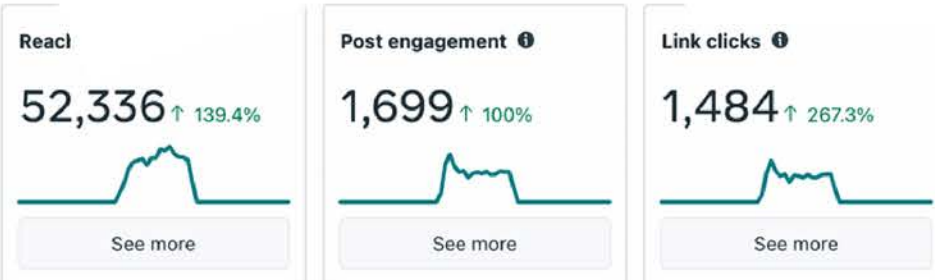 Reach
52,336 ↑ 139.4%
See more
Post engagement
1,699 ↑ 100%
See more
Link clicks
1,484 ↑ 267.3%
See more